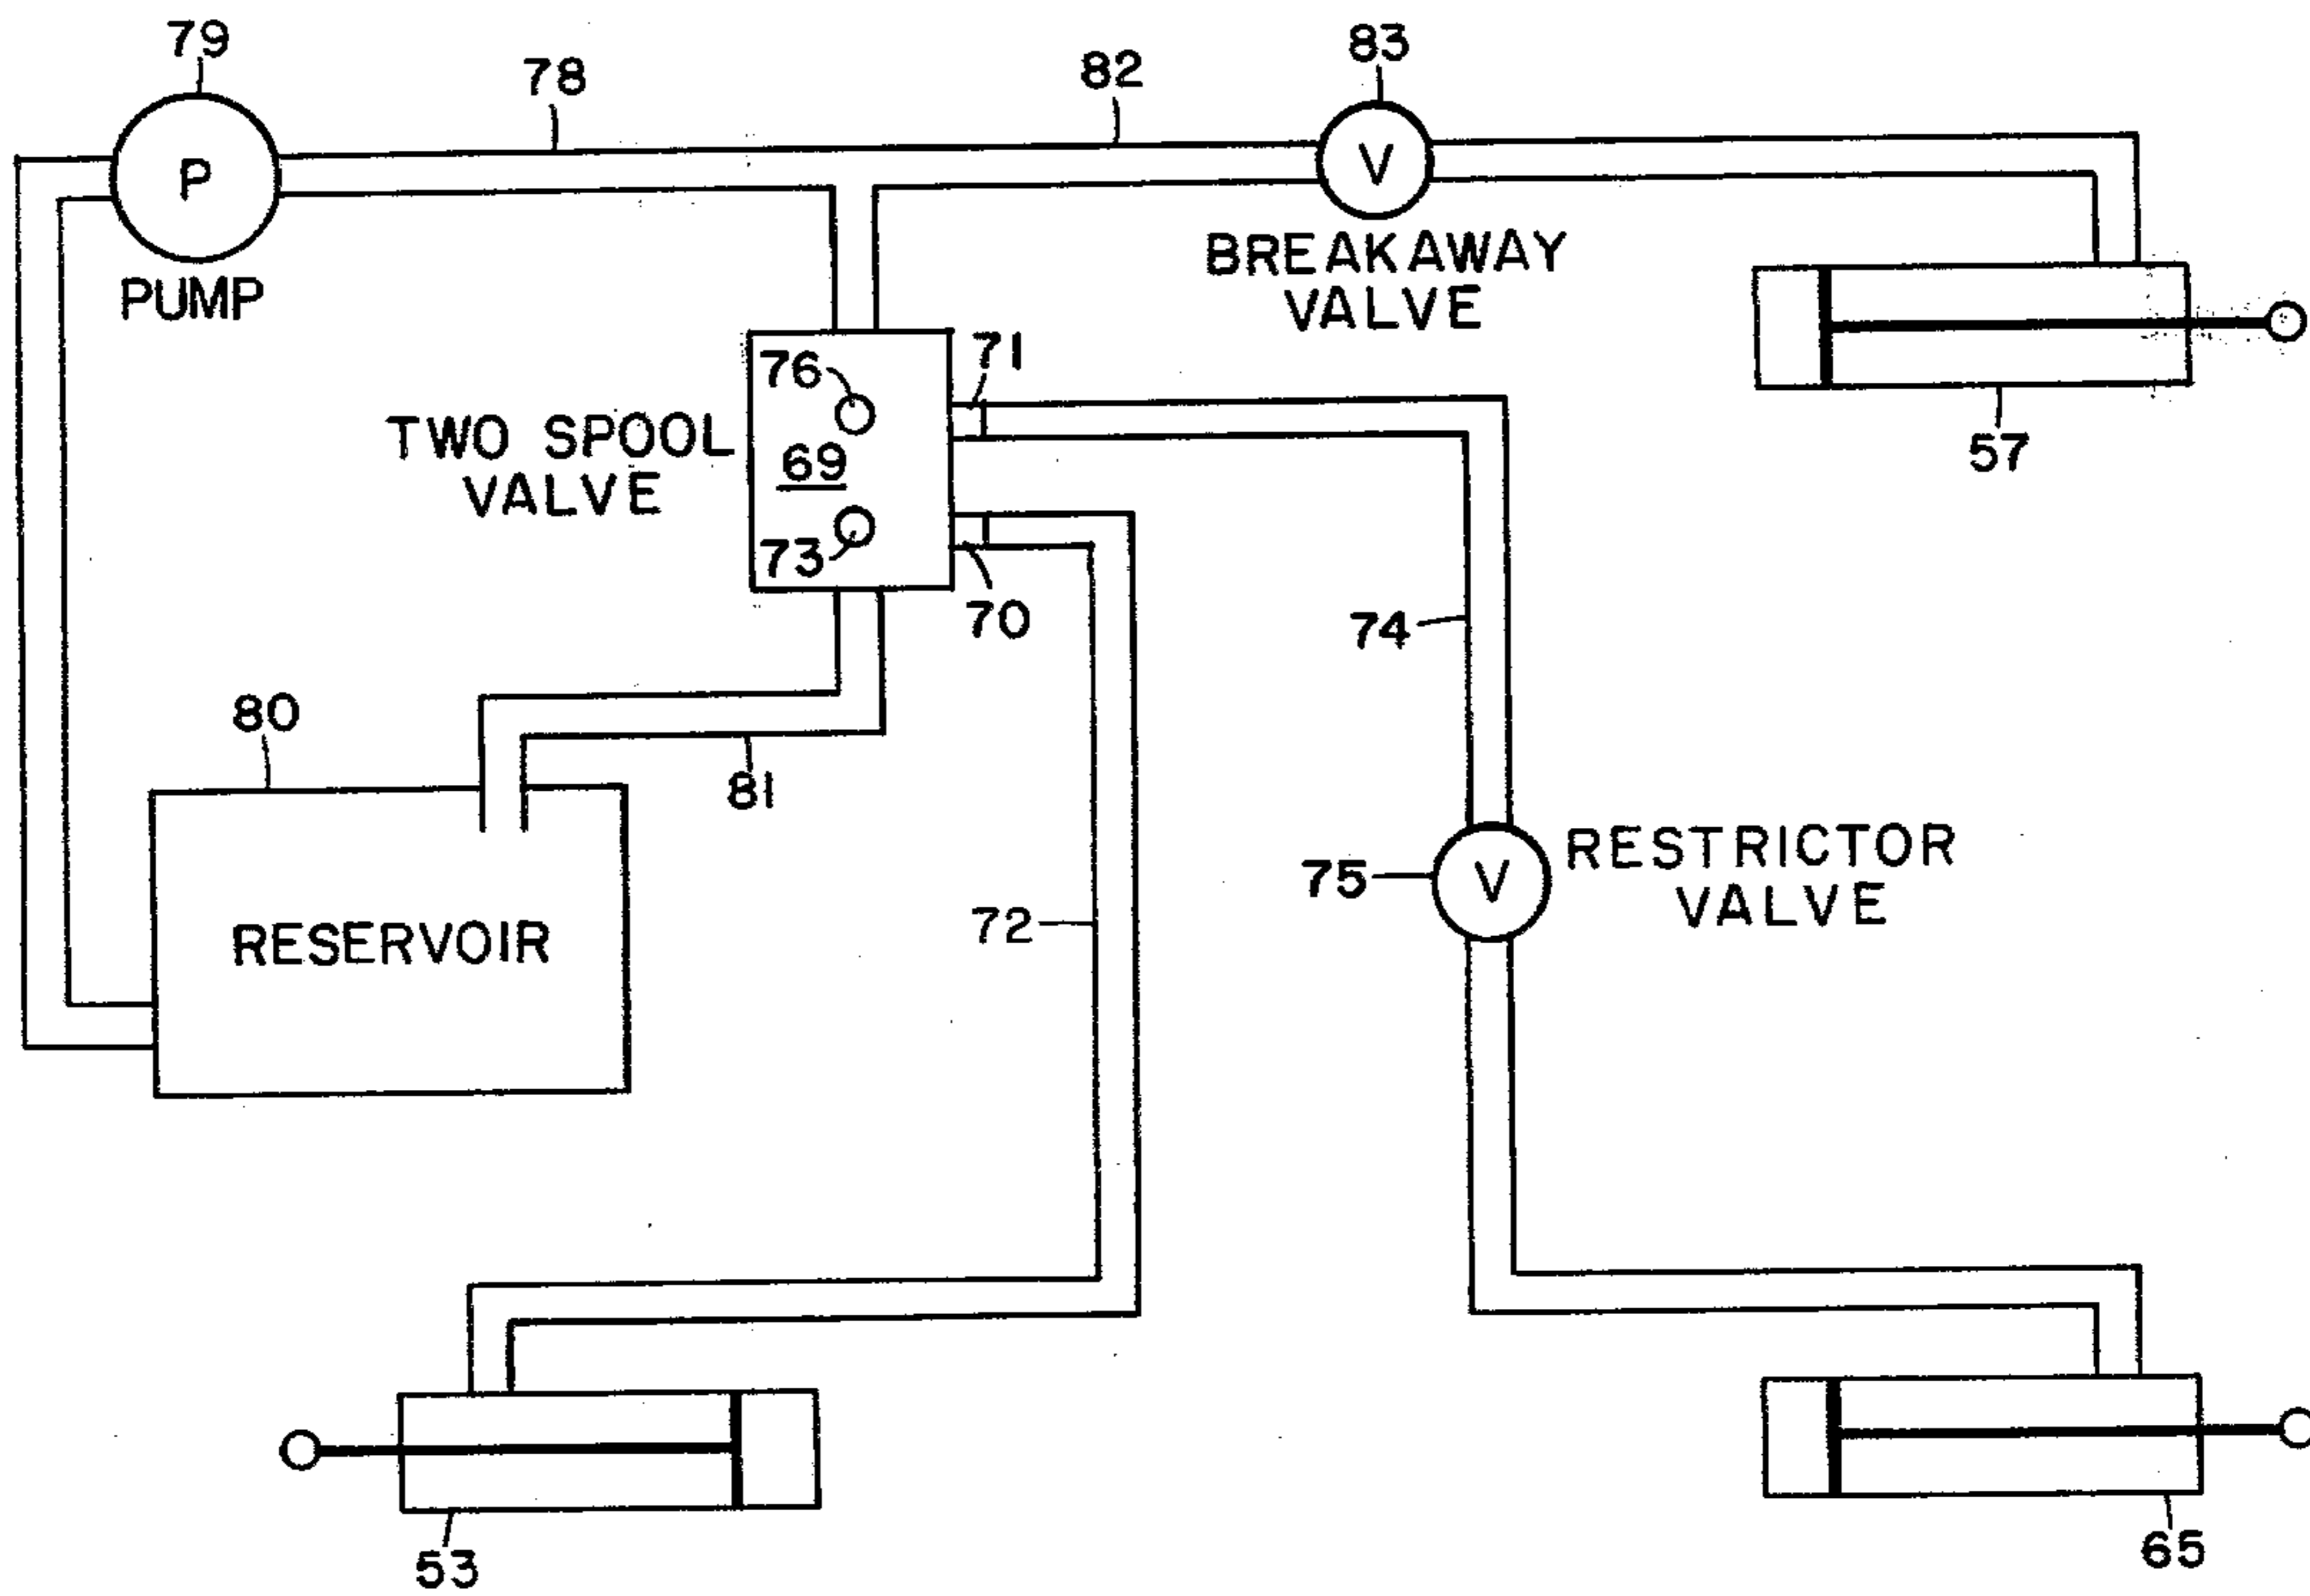 79
78
82
83
P
V
PUMP
BREAKAWAY
VALVE
76
71
TWO SPOOL
VALVE
69
57
73
70
74
80
81
RESTRICTOR
VALVE
75
V
72
RESERVOIR
53
65